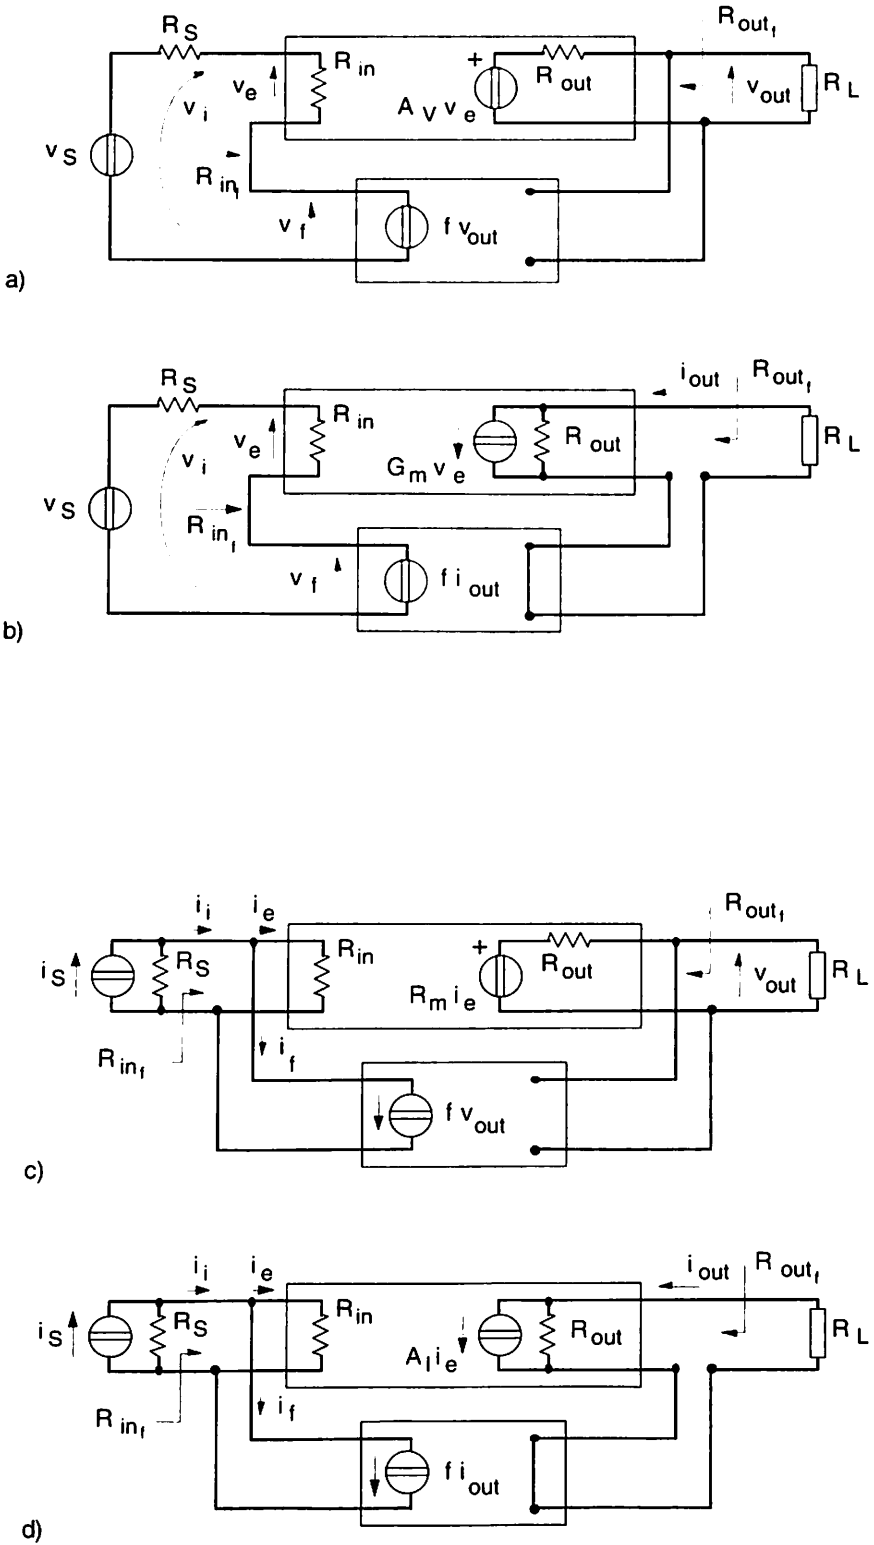 R_S
R_in
+
R_out
R_out_f
v_e
v_i
A_V v_e
v_out
R_L
v_S
R_in_f
v_f
f v_out
a)
R_S
R_in
i_out
R_out_f
v_e
v_i
G_m v_e
R_out
R_L
v_S
R_in_f
v_f
f i_out
b)
i_i
i_e
R_out_f
i_S
R_S
R_in
+
R_out
R_m i_e
v_out
R_L
R_in_f
i_f
f v_out
c)
i_i
i_e
i_out
R_out_f
i_S
R_S
R_in
A_I i_e
R_out
R_L
R_in_f
i_f
f i_out
d)